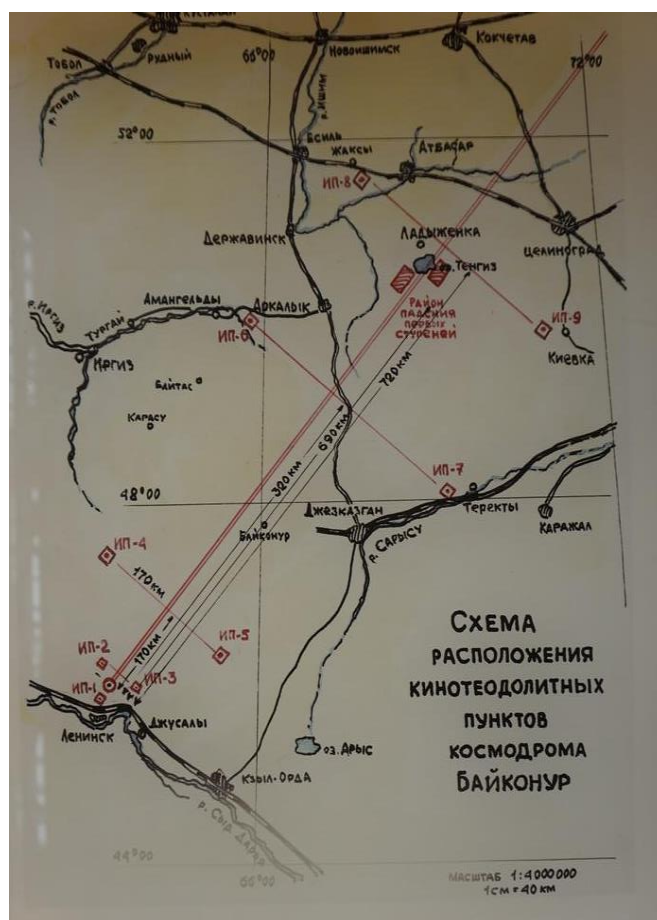 Кустанай
Новоишимск
Кокчетав
Тобол
Рудный
66°00
72°00
р. Тобол
р. Ишим
52°00
Есиль
Жаксы
Атбасар
ИП-8
Державинск
Ладыженка
Целиноград
оз. Тенгиз
р. Иргиз
Амангельды
Аркалык
Район
падения
первых
ступеней
ИП-9
Тургай
ИП-6
Киевка
Иргиз
Байтас
720км
Карасу
690км
320км
ИП-7
48°00
Джезказган
Теректы
Байконур
р. Сарысу
Каражал
ИП-4
170км
Схема
расположения
кинотеодолитных
пунктов
космодрома
Байконур
ИП-2
170км
ИП-5
ИП-1
ИП-3
Ленинск
Джусалы
оз. Арыс
Кзыл-Орда
р. Сыр Дарья
44°00
66°00
Масштаб 1:4000000
1см = 40 км